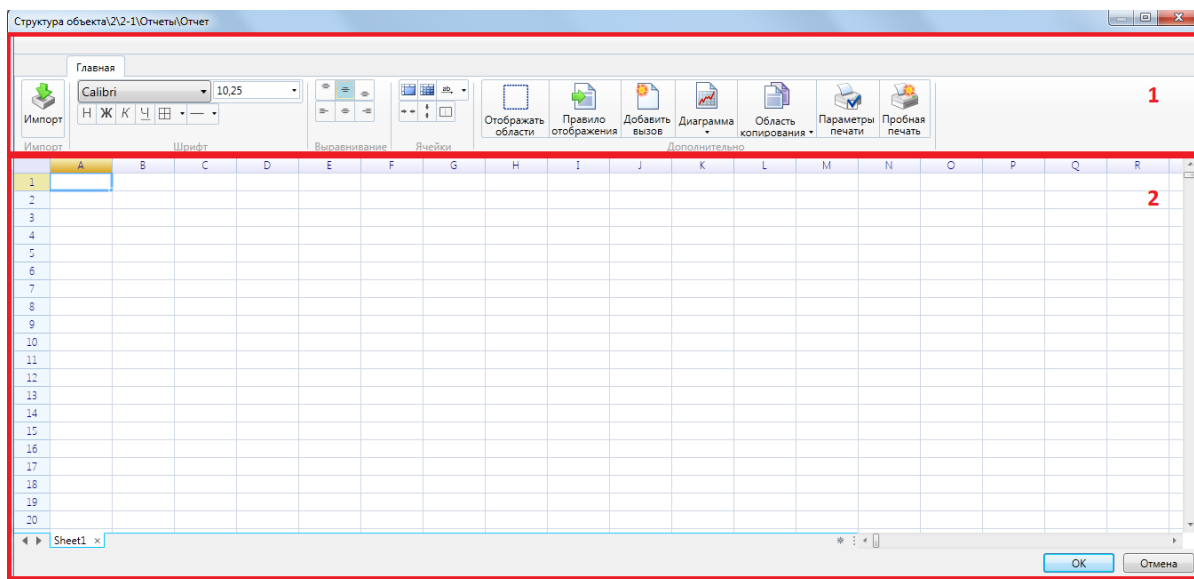 Структура объекта\2\2-1\Отчеты\Отчет
Главная
Calibri 10,25
1
Н Ж К Ч
ab,
Импорт
Отображать области
Правило отображения
Добавить вызов
Диаграмма
Область копирования
Параметры печати
Пробная печать
Импорт Шрифт Выравнивание Ячейки Дополнительно
A B C D E F G H I J K L M N O P Q R
1
2 2
3
4
5
6
7
8
9
10
11
12
13
14
15
16
17
18
19
20
Sheet1
OK Отмена